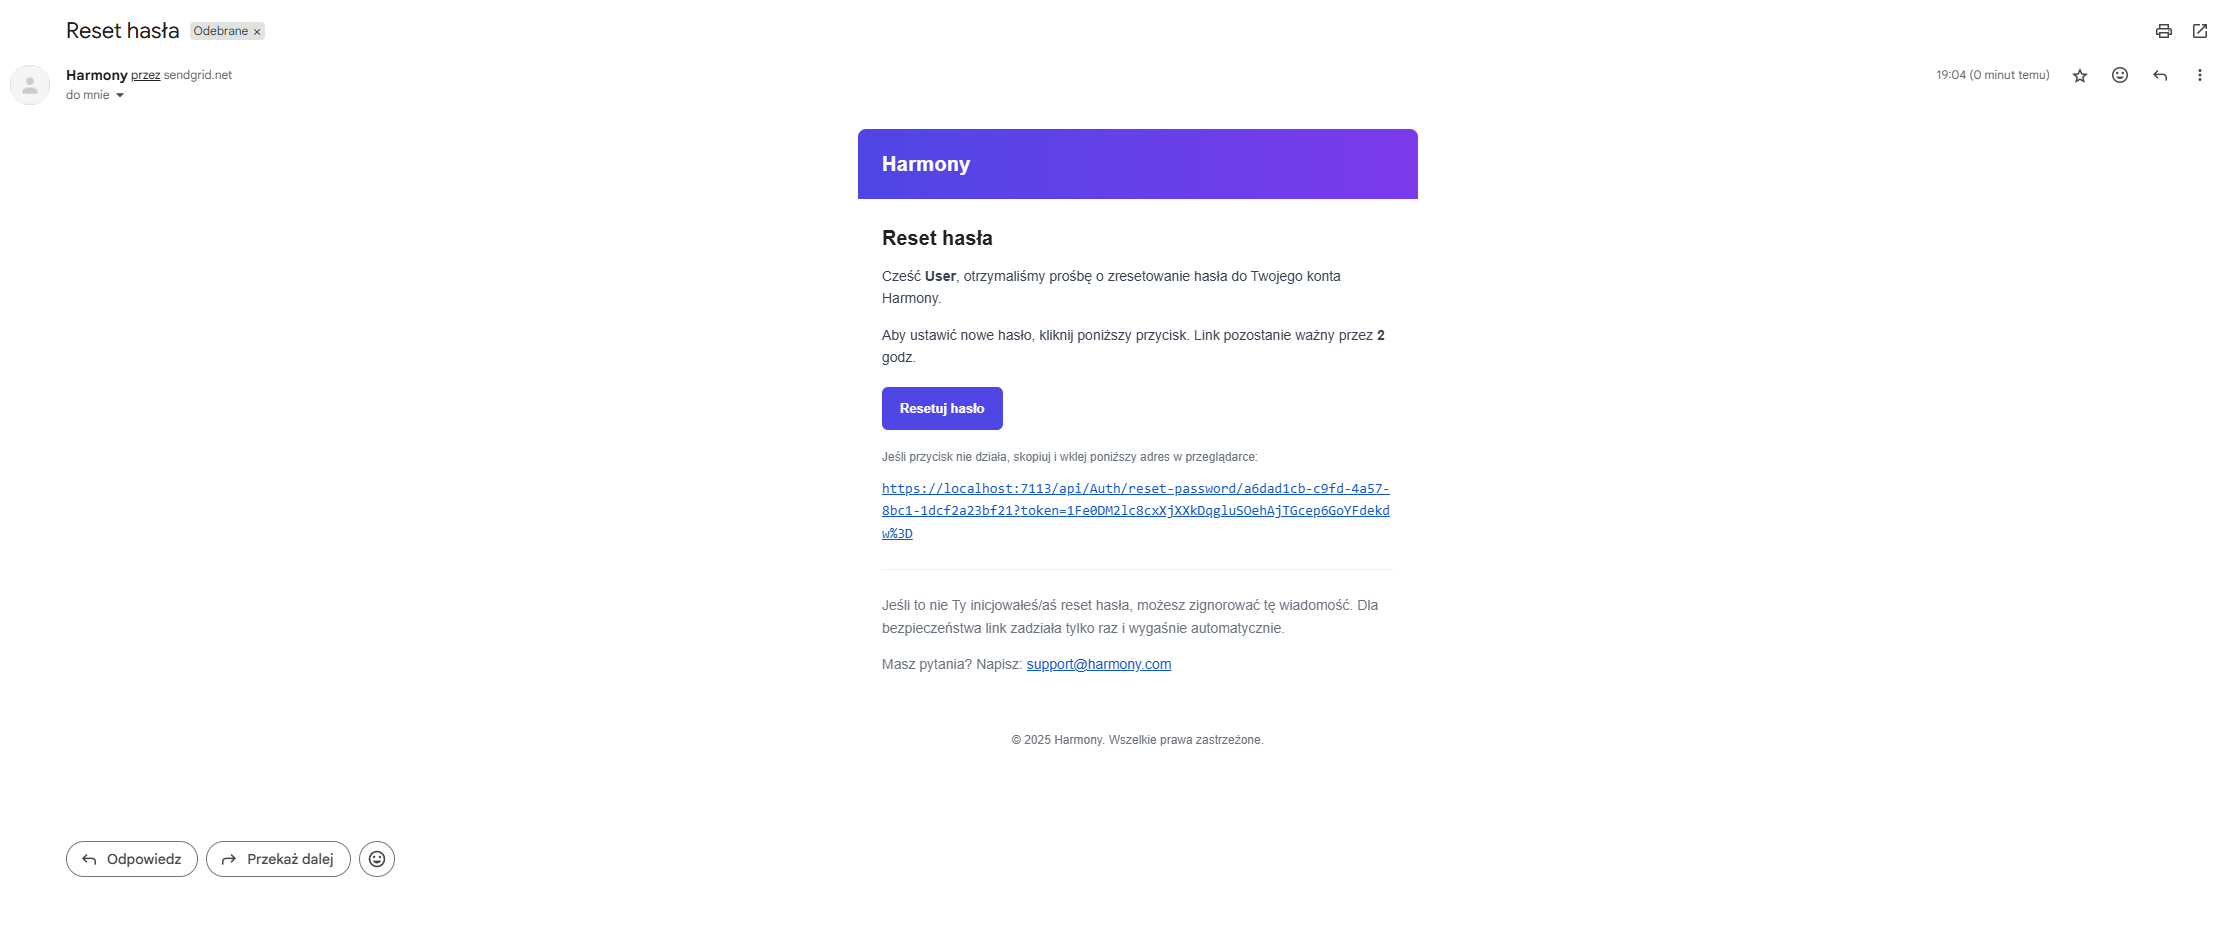 Reset hasła Odebrane ×
Harmony przez sendgrid.net
19:04 (0 minut temu)
do mnie
Harmony
Reset hasła
Cześć User, otrzymaliśmy prośbę o zresetowanie hasła do Twojego konta
Harmony.
Aby ustawić nowe hasło, kliknij poniższy przycisk. Link pozostanie ważny przez 2
godz.
Resetuj hasło
Jeśli przycisk nie działa, skopiuj i wklej poniższy adres w przeglądarce:
https://localhost:7113/api/Auth/reset-password/a6dad1cb-c9fd-4a57-
8bc1-1dcf2a23bf21?token=1Fe0DM2lc8cxXjXXkDqgluSOehAjTGcep6GoYFdekd
w%3D
Jeśli to nie Ty inicjowałeś/aś reset hasła, możesz zignorować tę wiadomość. Dla
bezpieczeństwa link zadziała tylko raz i wygaśnie automatycznie.
Masz pytania? Napisz: support@harmony.com
© 2025 Harmony. Wszelkie prawa zastrzeżone.
Odpowiedz
Przekaż dalej